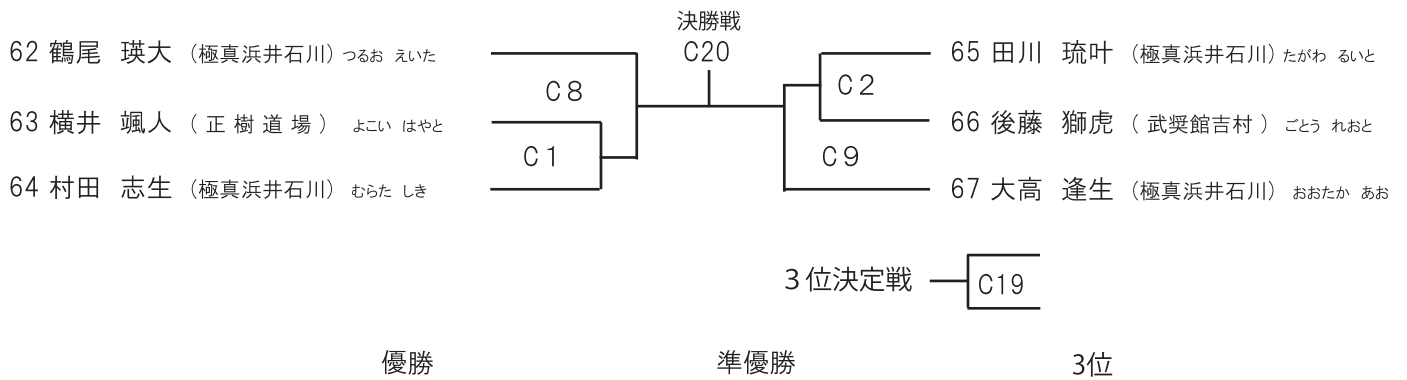 決勝戦
C20
62 鶴尾 瑛大 (極真浜井石川) つるお えいた
C8
63 横井 颯人 ( 正 樹 道 場 ) よこい はやと
C1
64 村田 志生 (極真浜井石川) むらた しき
65 田川 琉叶 (極真浜井石川) たがわ るいと
C2
66 後藤 獅虎 ( 武奨館吉村 ) ごとう れおと
C9
67 大高 逢生 (極真浜井石川) おおたか あお
3位決定戦 C19
優勝 準優勝 3位